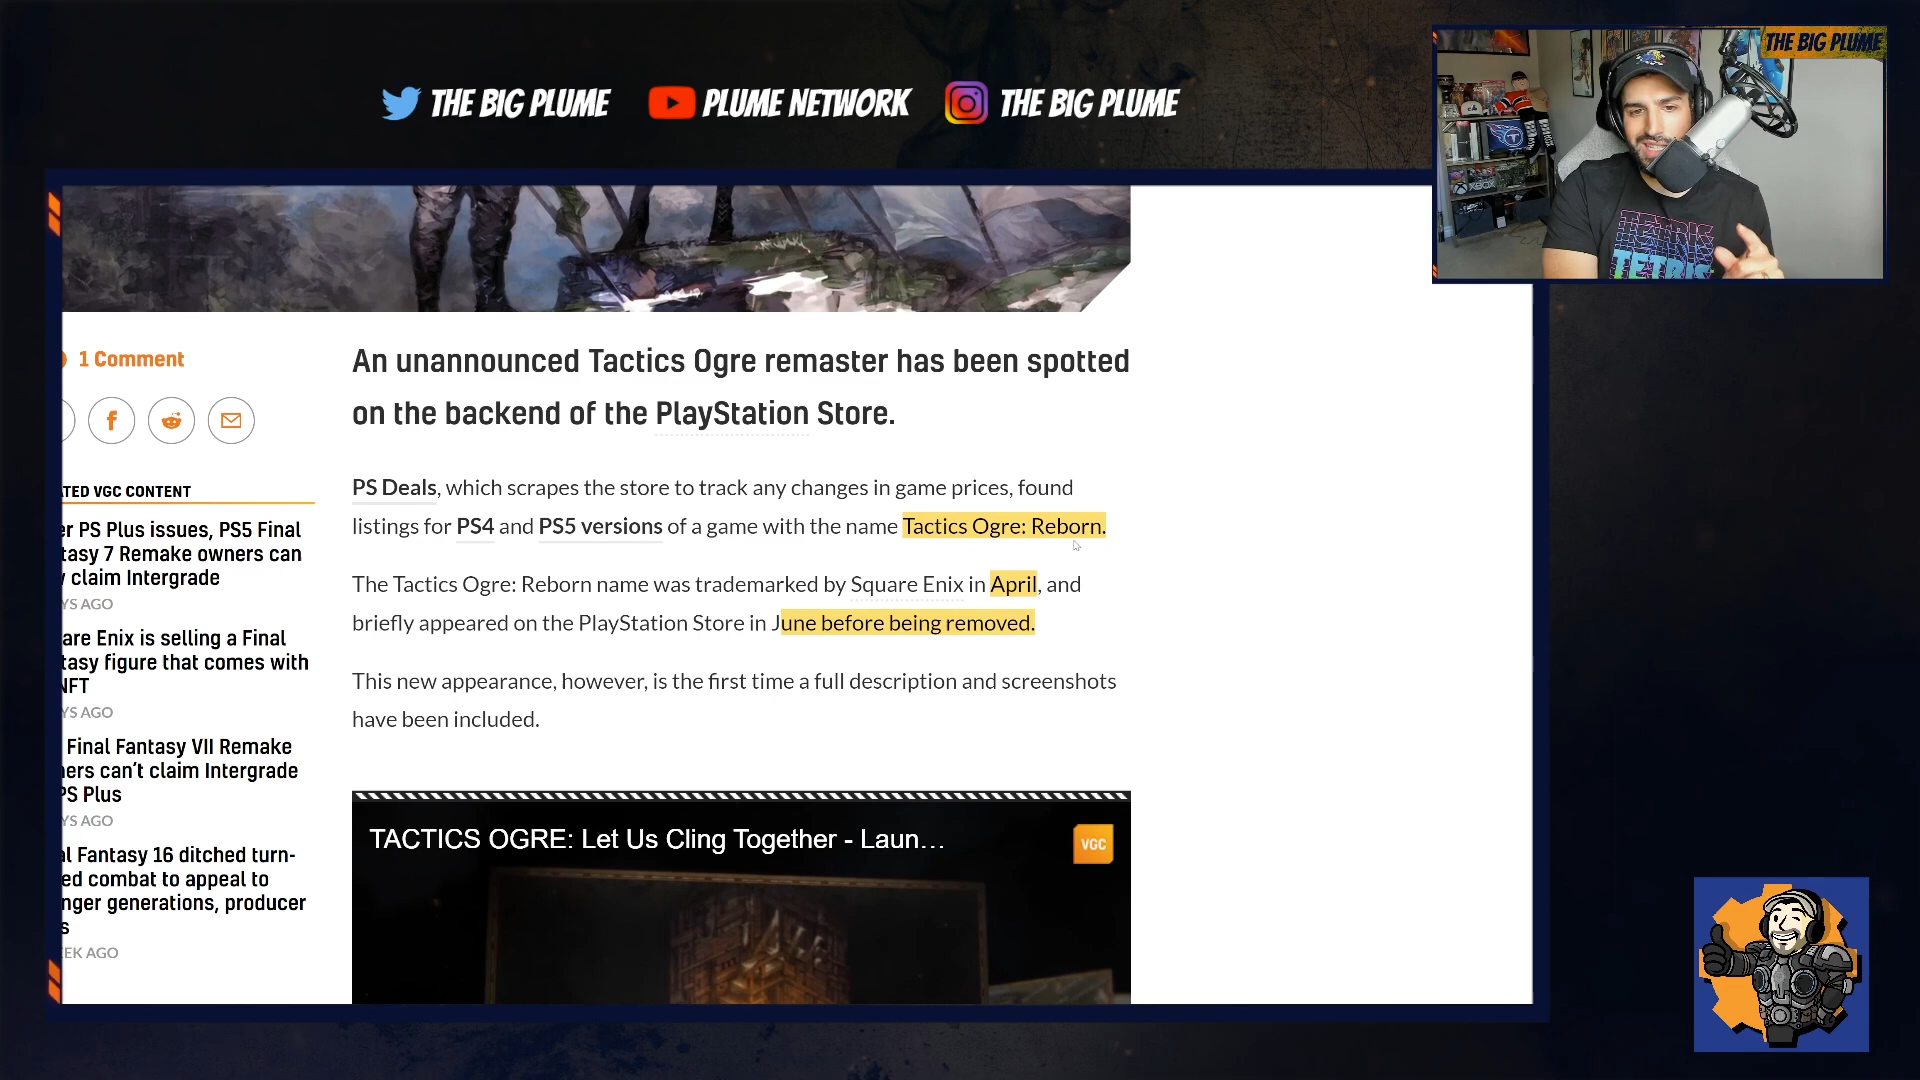 THE BIG PLUME
PLUME NETWORK
THE BIG PLUME
THE BIG PLUME
XBOX
TETRIS
TETRIS
1 Comment
An unannounced Tactics Ogre remaster has been spotted
on the backend of the PlayStation Store.
PS Deals, which scrapes the store to track any changes in game prices, found
listings for PS4 and PS5 versions of a game with the name Tactics Ogre: Reborn.
The Tactics Ogre: Reborn name was trademarked by Square Enix in April, and
briefly appeared on the PlayStation Store in June before being removed.
This new appearance, however, is the first time a full description and screenshots
have been included.
TACTICS OGRE: Let Us Cling Together - Laun…
VGC
ATED VGC CONTENT
er PS Plus issues, PS5 Final
tasy 7 Remake owners can
claim Intergrade
YS AGO
are Enix is selling a Final
tasy figure that comes with
NFT
YS AGO
Final Fantasy VII Remake
ners can't claim Intergrade
PS Plus
YS AGO
al Fantasy 16 ditched turn-
ed combat to appeal to
nger generations, producer
s
EK AGO